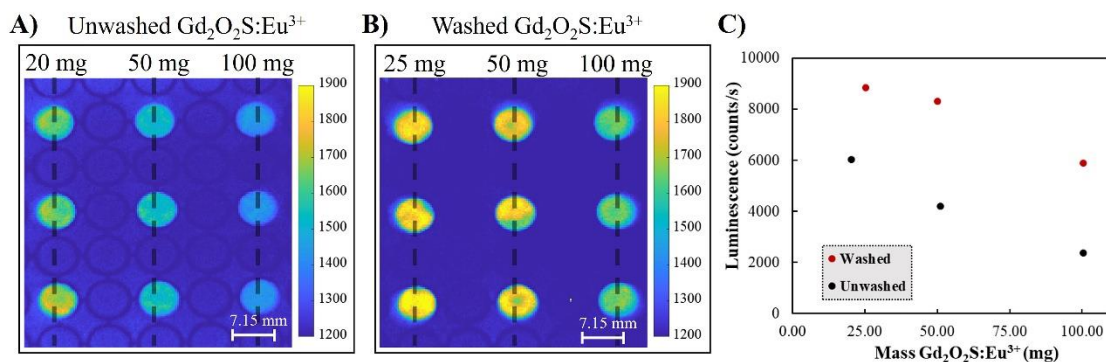 A) Unwashed Gd₂O₂S:Eu³⁺
20 mg 50 mg 100 mg
1900
1800
1700
1600
1500
1400
1300
1200
7.15 mm
B) Washed Gd₂O₂S:Eu³⁺
25 mg 50 mg 100 mg
1900
1800
1700
1600
1500
1400
1300
1200
7.15 mm
C)
Luminescence (counts/s)
10000
8000
6000
4000
2000
0
Washed
Unwashed
0.00 25.00 50.00 75.00 100.00
Mass Gd₂O₂S:Eu³⁺ (mg)